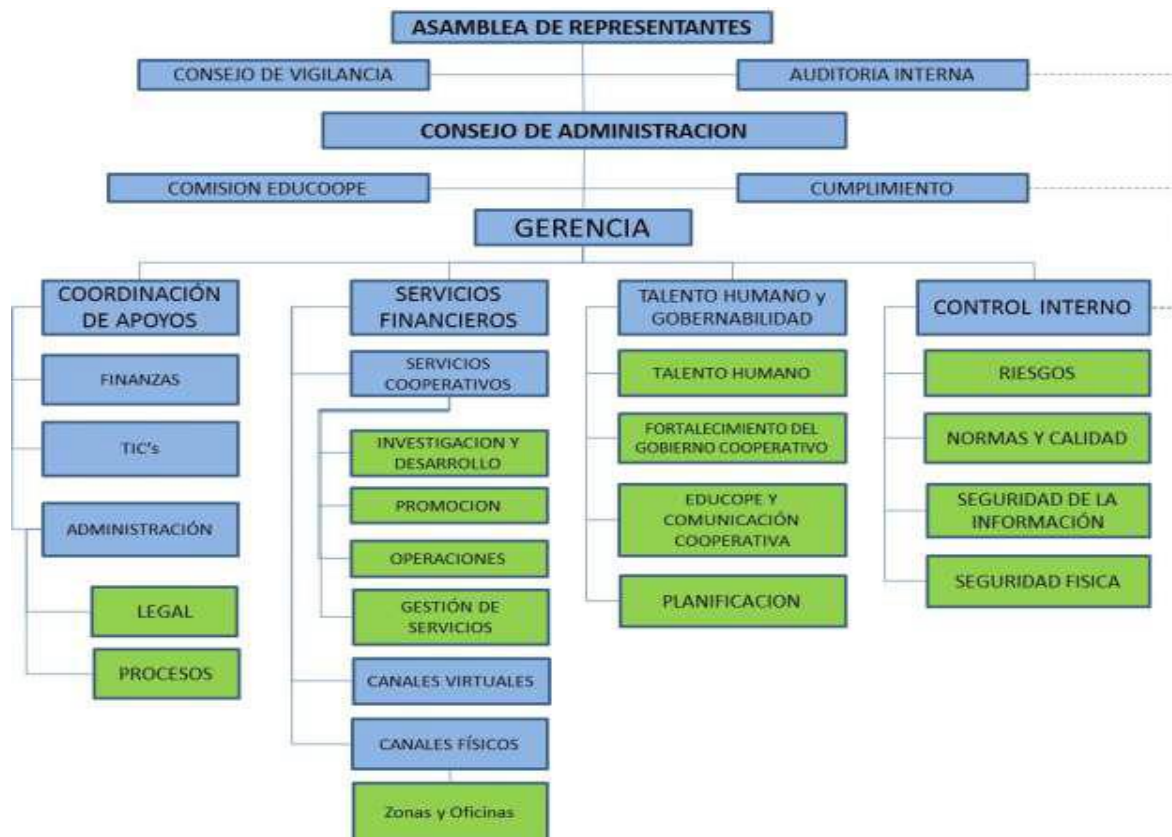 ASAMBLEA DE REPRESENTANTES
CONSEJO DE VIGILANCIA
AUDITORIA INTERNA
CONSEJO DE ADMINISTRACION
COMISION EDUCOOPE
CUMPLIMIENTO
GERENCIA
COORDINACIÓN
DE APOYOS
FINANZAS
TIC's
ADMINISTRACIÓN
LEGAL
PROCESOS
SERVICIOS
FINANCIEROS
SERVICIOS
COOPERATIVOS
INVESTIGACION Y
DESARROLLO
PROMOCION
OPERACIONES
GESTIÓN DE
SERVICIOS
CANALES VIRTUALES
CANALES FÍSICOS
Zonas y Oficinas
TALENTO HUMANO y
GOBERNABILIDAD
TALENTO HUMANO
FORTALECIMIENTO DEL
GOBIERNO COOPERATIVO
EDUCOPE Y
COMUNICACIÓN
COOPERATIVA
PLANIFICACION
CONTROL INTERNO
RIESGOS
NORMAS Y CALIDAD
SEGURIDAD DE LA
INFORMACIÓN
SEGURIDAD FISICA